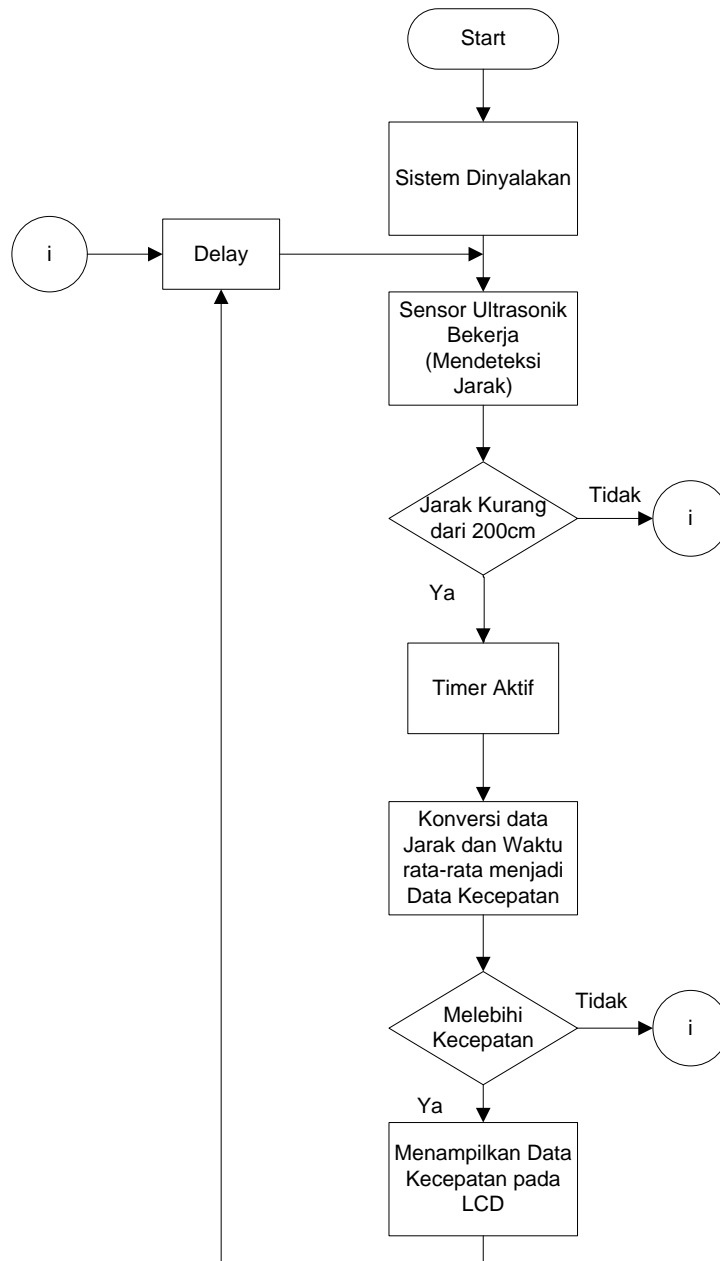 Start
Sistem Dinyalakan
i
Delay
Sensor Ultrasonik
Bekerja
(Mendeteksi
Jarak)
Jarak Kurang
dari 200cm
Tidak
i
Ya
Timer Aktif
Konversi data
Jarak dan Waktu
rata-rata menjadi
Data Kecepatan
Melebihi
Kecepatan
Tidak
i
Ya
Menampilkan Data
Kecepatan pada
LCD